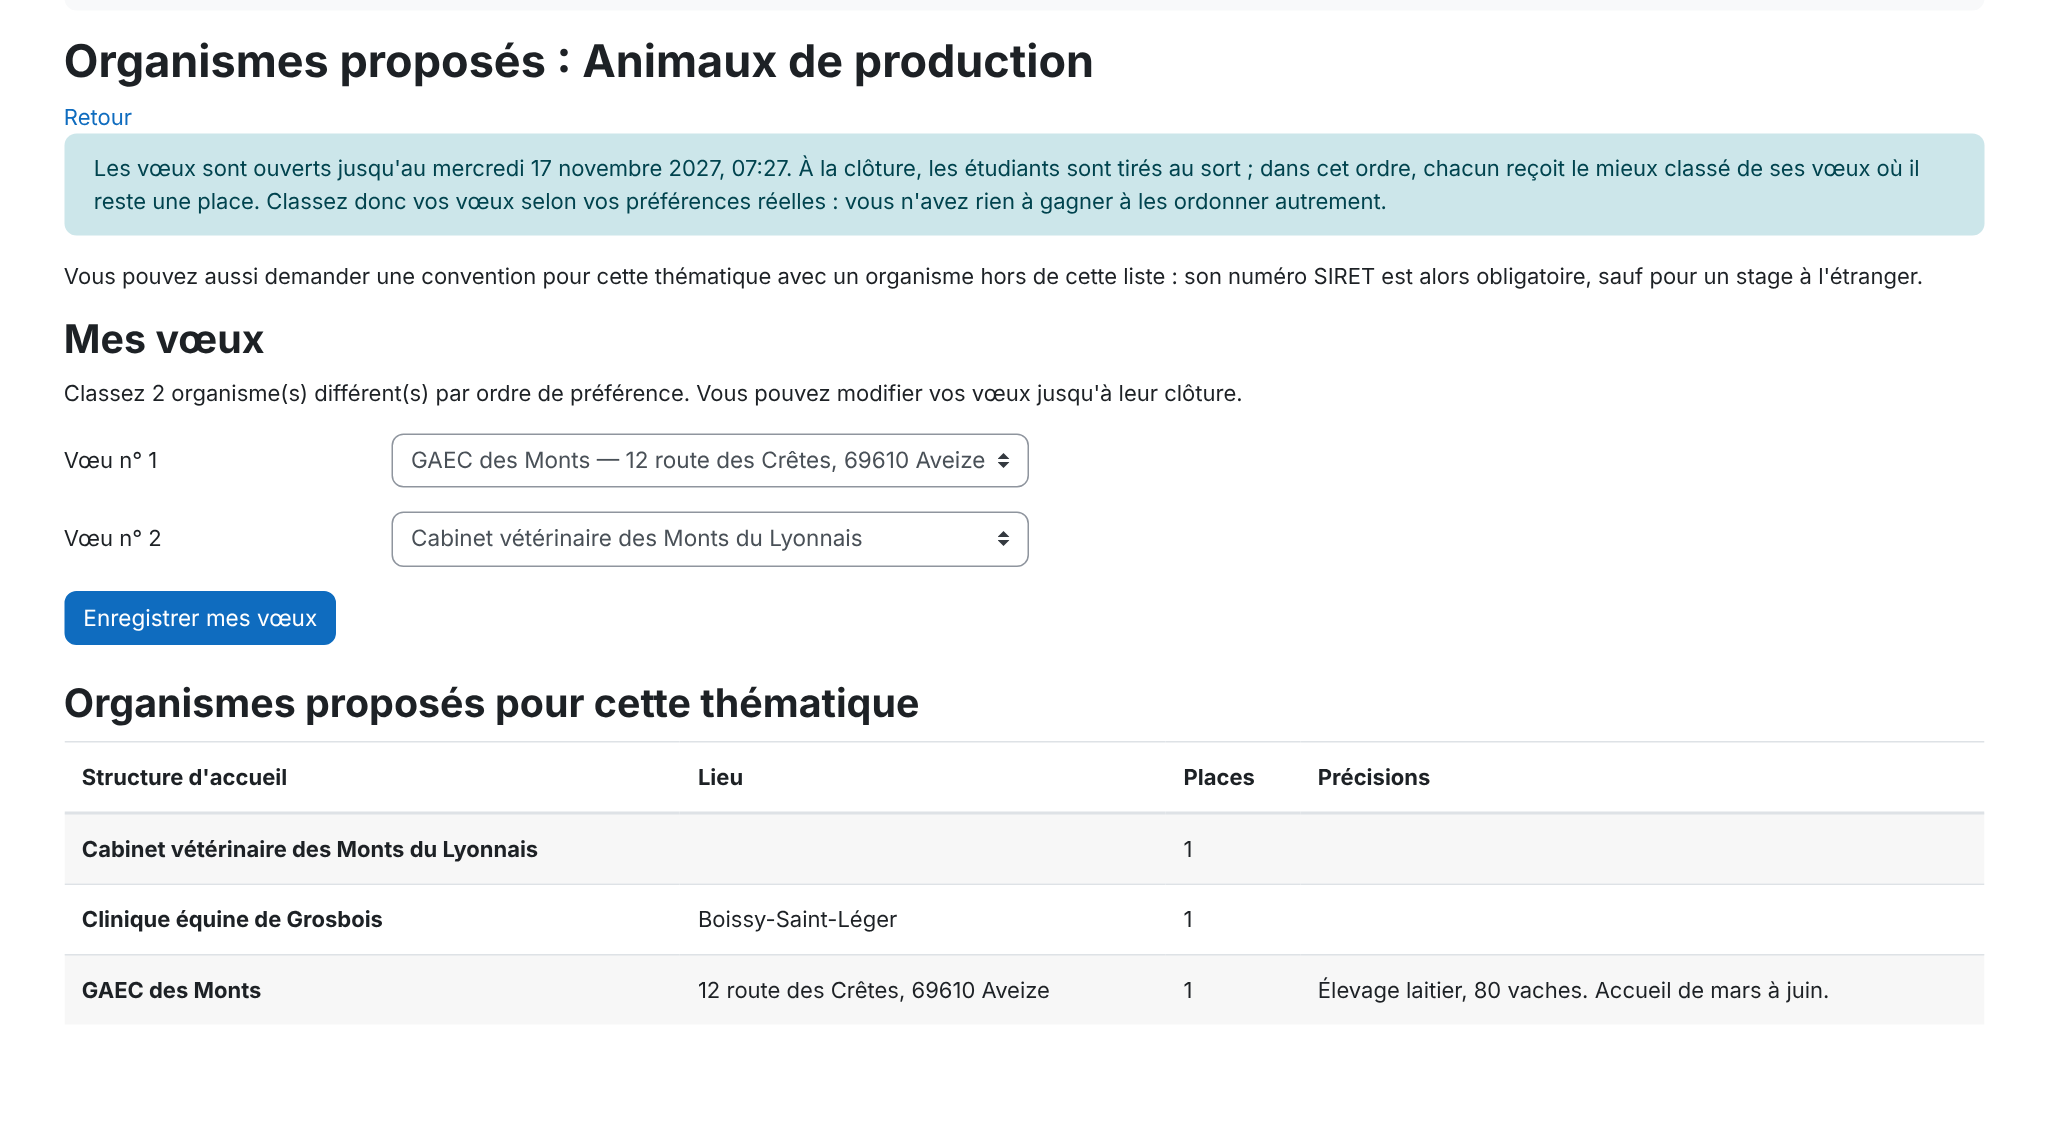 Organismes proposés : Animaux de production
Retour
Les vœux sont ouverts jusqu'au mercredi 17 novembre 2027, 07:27. À la clôture, les étudiants sont tirés au sort ; dans cet ordre, chacun reçoit le mieux classé de ses vœux où il
reste une place. Classez donc vos vœux selon vos préférences réelles : vous n'avez rien à gagner à les ordonner autrement.
Vous pouvez aussi demander une convention pour cette thématique avec un organisme hors de cette liste : son numéro SIRET est alors obligatoire, sauf pour un stage à l'étranger.
Mes vœux
Classez 2 organisme(s) différent(s) par ordre de préférence. Vous pouvez modifier vos vœux jusqu'à leur clôture.
Vœu n° 1 GAEC des Monts — 12 route des Crêtes, 69610 Aveize
Vœu n° 2 Cabinet vétérinaire des Monts du Lyonnais
Enregistrer mes vœux
Organismes proposés pour cette thématique
Structure d'accueil Lieu Places Précisions
Cabinet vétérinaire des Monts du Lyonnais 1
Clinique équine de Grosbois Boissy-Saint-Léger 1
GAEC des Monts 12 route des Crêtes, 69610 Aveize 1 Élevage laitier, 80 vaches. Accueil de mars à juin.